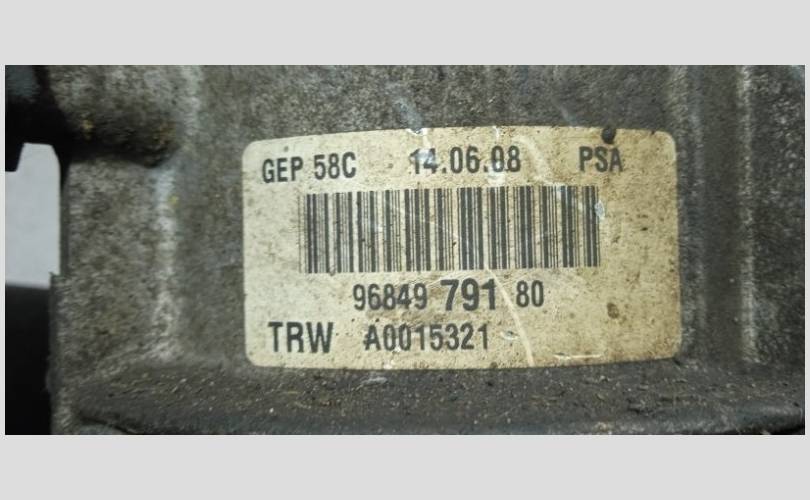 GEP 58C 14.06.08 PSA
96849 791 80
TRW A0015321